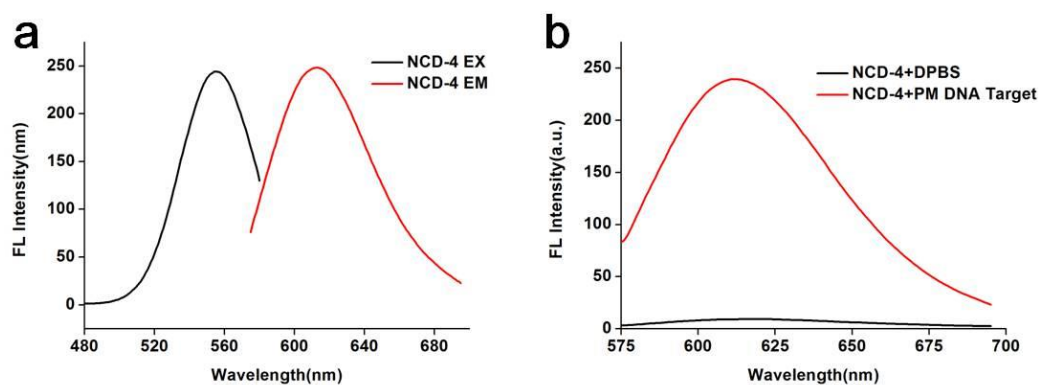 a
NCD-4 EX
NCD-4 EM
FL Intensity(nm)
250
200
150
100
50
0
480 520 560 600 640 680
Wavelength(nm)
b
NCD-4+DPBS
NCD-4+PM DNA Target
FL Intensity(a.u.)
250
200
150
100
50
0
575 600 625 650 675 700
Wavelength(nm)